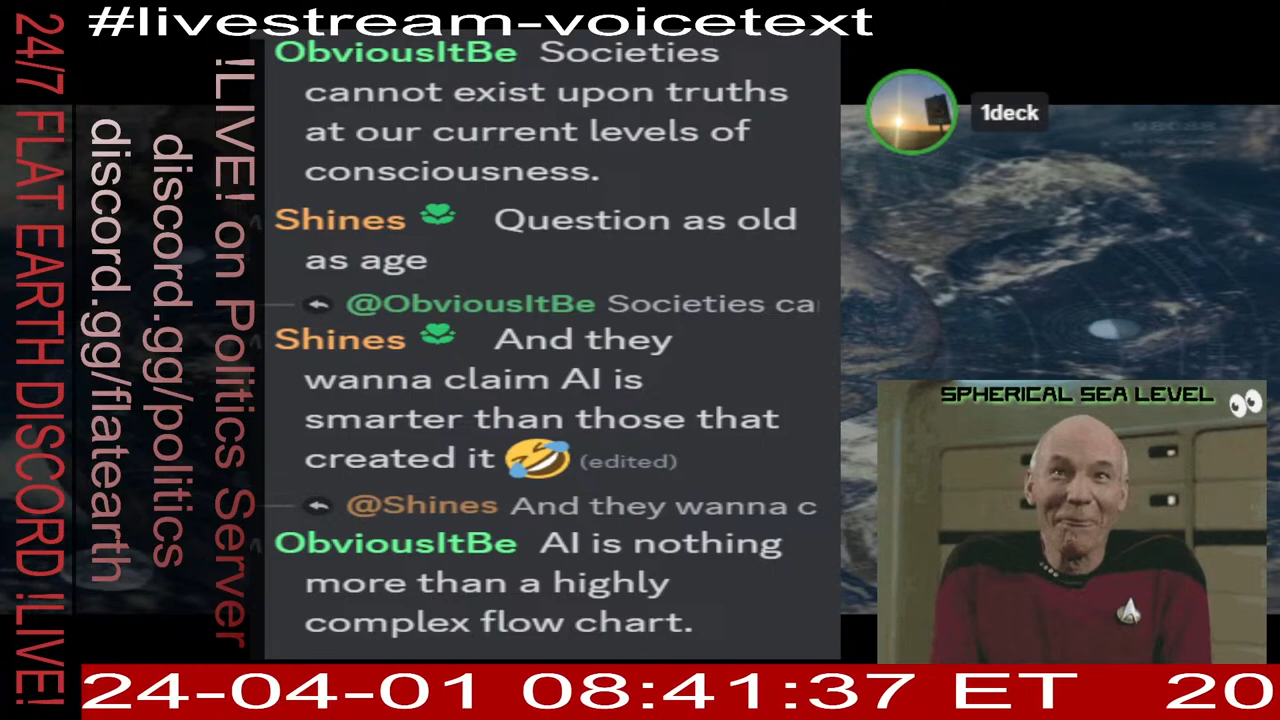 #livestream-voicetext
24/7 FLAT EARTH DISCORD !LIVE!
discord.gg/flatearth
discord.gg/politics
!LIVE! on Politics Server
ObviousItBe Societies
cannot exist upon truths
at our current levels of
consciousness.
Shines Question as old
as age
@ObviousItBe Societies ca
Shines And they
wanna claim AI is
smarter than those that
created it 🤣 (edited)
@Shines And they wanna c
ObviousItBe AI is nothing
more than a highly
complex flow chart.
1deck
SPHERICAL SEA LEVEL 👀
24-04-01 08:41:37 ET 20